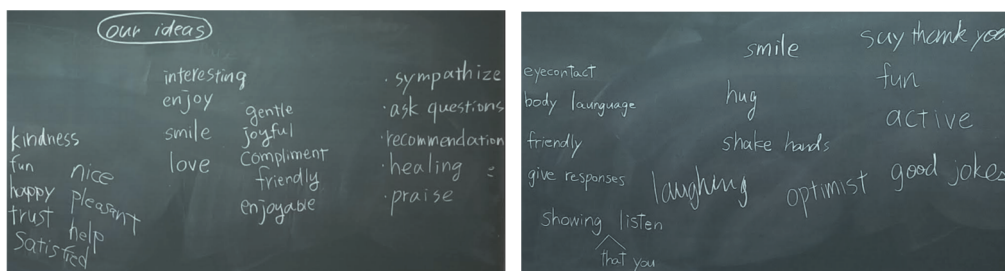 our ideas
interesting
enjoy
smile
love
gentle
joyful
compliment
friendly
enjoyable
kindness
fun
happy
trust
satisfied
nice
pleasant
help
· sympathize
· ask questions
· recommendation
· healing
· praise
eyecontact
body launguage
friendly
give responses
showing listen
that you
smile
hug
shake hands
laughing
optimist
say thank you
fun
active
good jokes